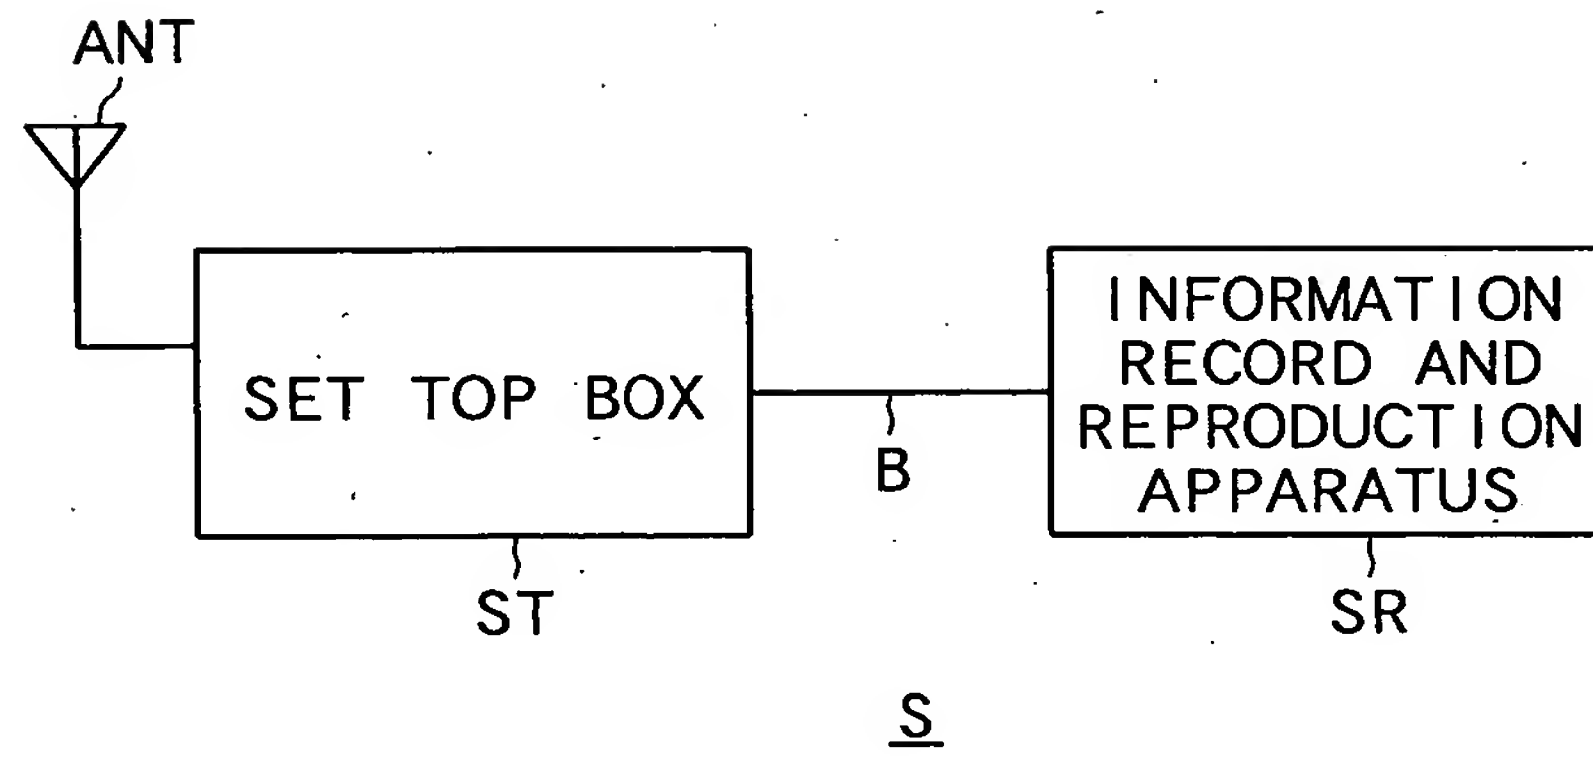 ANT
SET TOP BOX
INFORMATION
RECORD AND
REPRODUCTION
APPARATUS
B
ST
SR
S